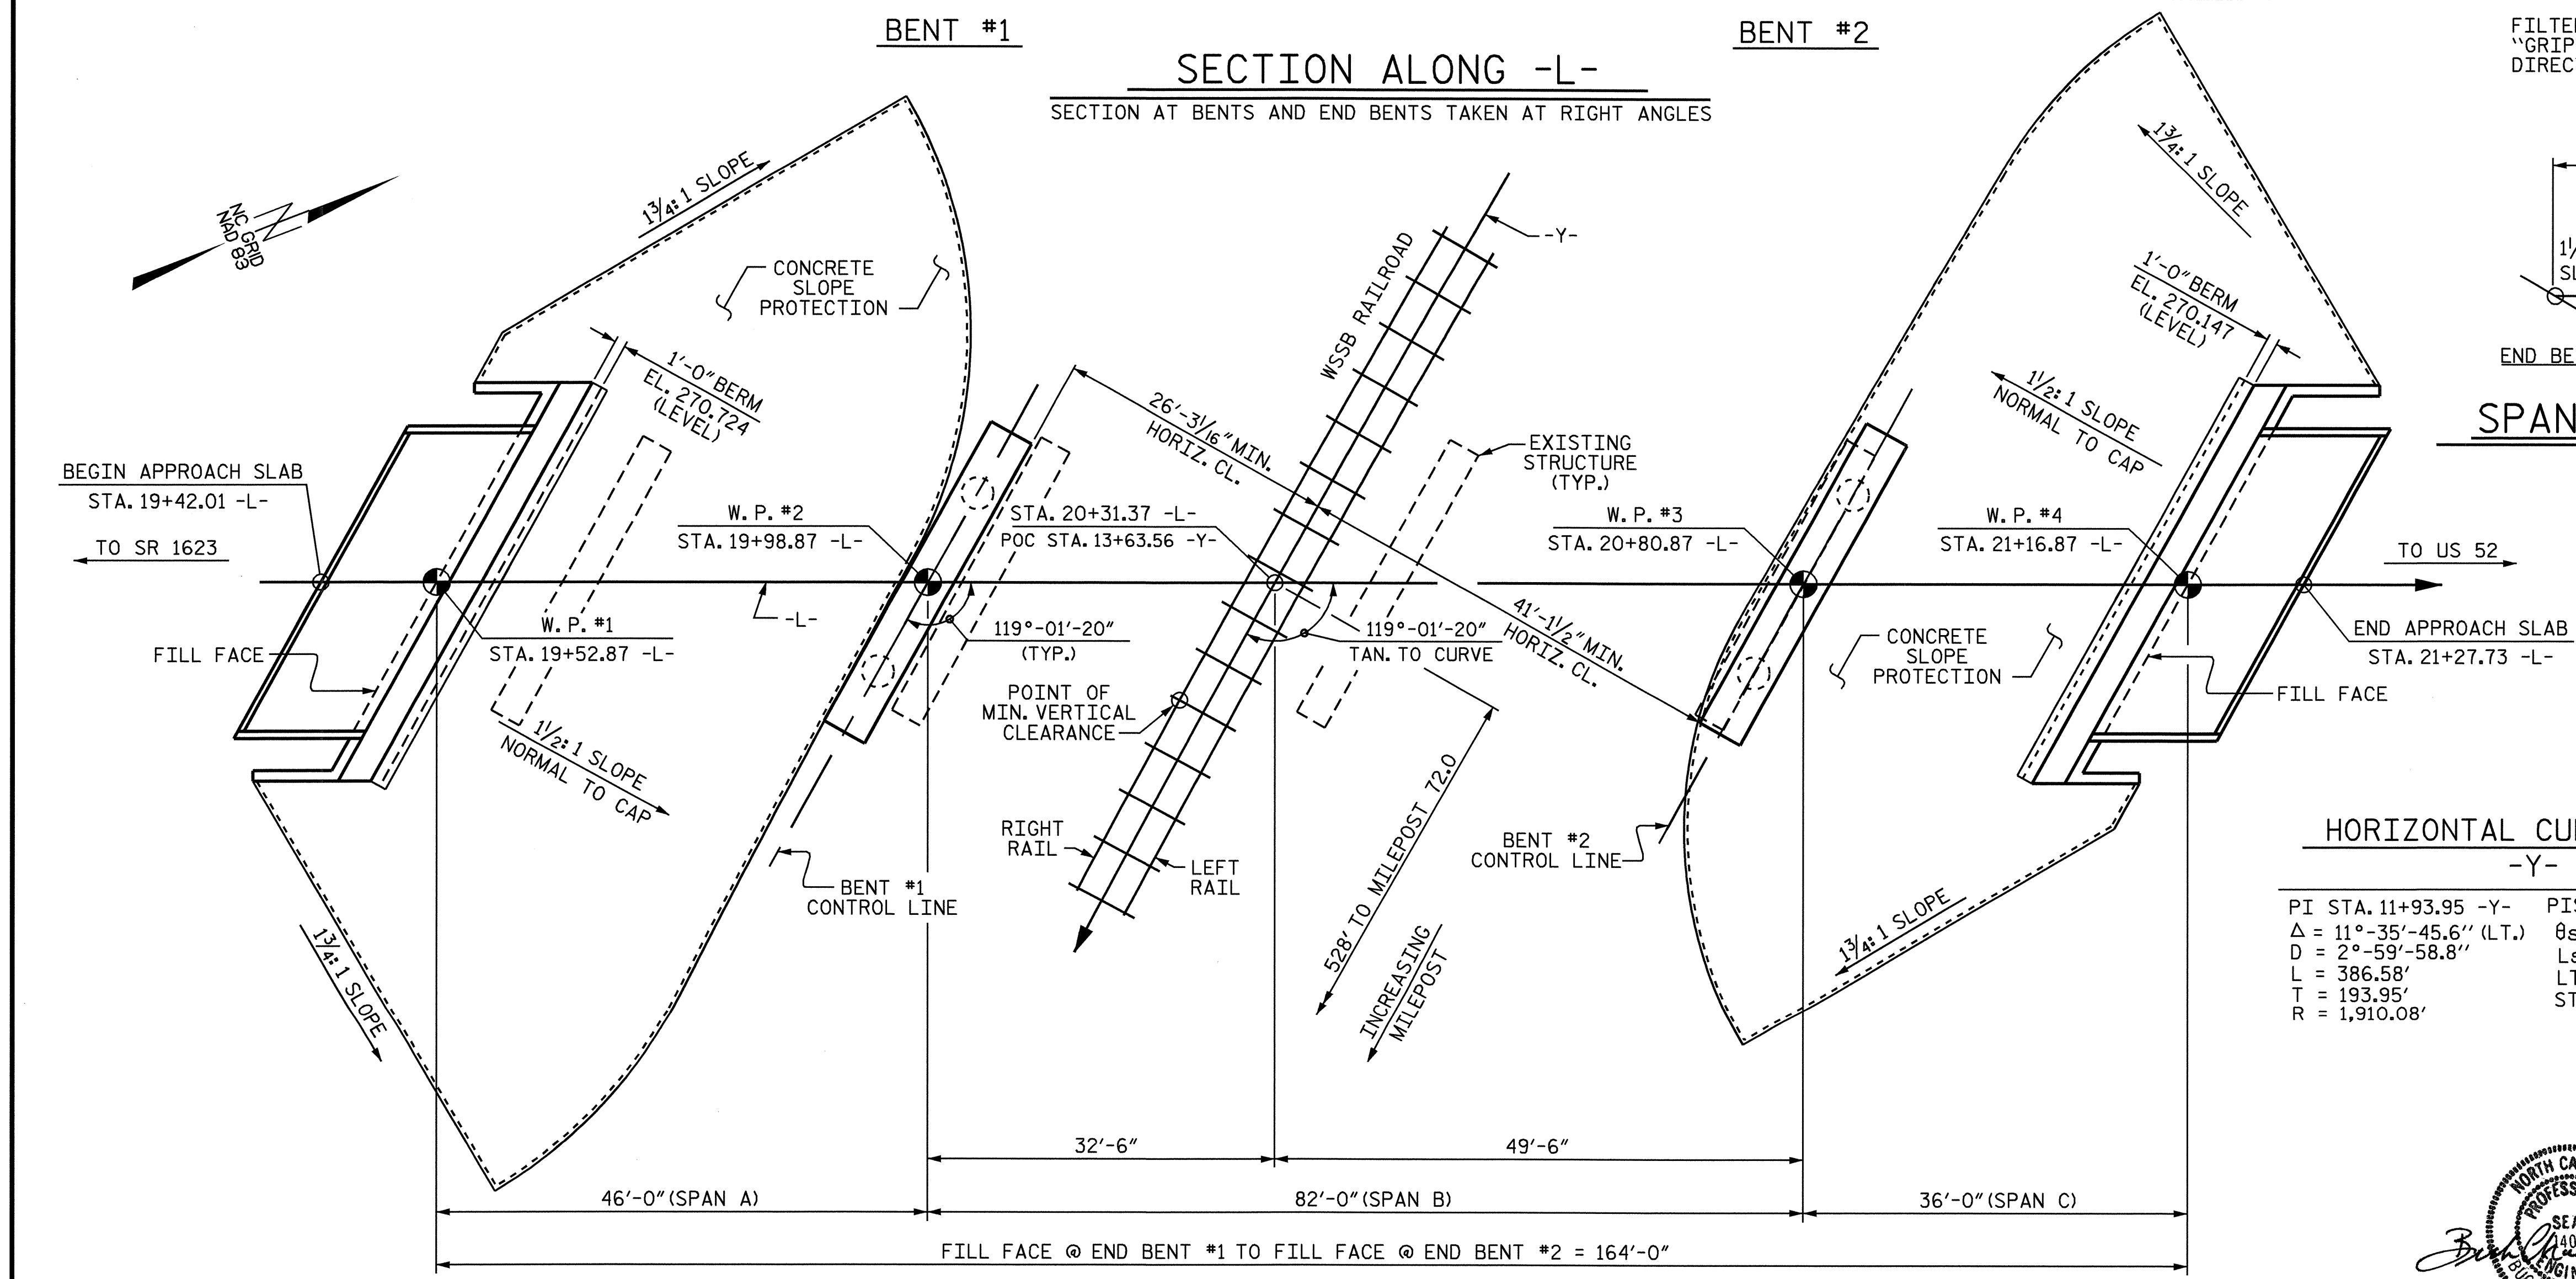 BENT #1
BENT #2
SECTION ALONG -L-
SECTION AT BENTS AND END BENTS TAKEN AT RIGHT ANGLES
NC GRID
NAD 83
1¾:1 SLOPE
CONCRETE
SLOPE
PROTECTION
1'-0" BERM
EL. 270.724
(LEVEL)
BEGIN APPROACH SLAB
STA. 19+42.01 -L-
TO SR 1623
FILL FACE
W. P. #1
STA. 19+52.87 -L-
1½:1 SLOPE
NORMAL TO CAP
1¾:1 SLOPE
W. P. #2
STA. 19+98.87 -L-
-L-
BENT #1
CONTROL LINE
26'-3 1/16" MIN.
HORIZ. CL.
WSSB RAILROAD
-Y-
STA. 20+31.37 -L-
POC STA. 13+63.56 -Y-
119°-01'-20"
(TYP.)
119°-01'-20"
TAN. TO CURVE
POINT OF
MIN. VERTICAL
CLEARANCE
RIGHT
RAIL
LEFT
RAIL
EXISTING
STRUCTURE
(TYP.)
41'-1½" MIN.
HORIZ. CL.
528' TO MILEPOST 72.0
INCREASING
MILEPOST
W. P. #3
STA. 20+80.87 -L-
BENT #2
CONTROL LINE
1¾:1 SLOPE
1'-0" BERM
EL. 270.147
(LEVEL)
1½:1 SLOPE
NORMAL TO CAP
W. P. #4
STA. 21+16.87 -L-
CONCRETE
SLOPE
PROTECTION
1¾:1 SLOPE
TO US 52
END APPROACH SLAB
STA. 21+27.73 -L-
FILL FACE
SPAN
-Y-
PI STA. 11+93.95 -Y-
Δ = 11°-35'-45.6'' (LT.)
D = 2°-59'-58.8''
L = 386.58'
T = 193.95'
R = 1,910.08'
HORIZONTAL
32'-6"
49'-6"
46'-0" (SPAN A)
82'-0" (SPAN B)
36'-0" (SPAN C)
FILL FACE @ END BENT #1 TO FILL FACE @ END BENT #2 = 164'-0"
NORTH